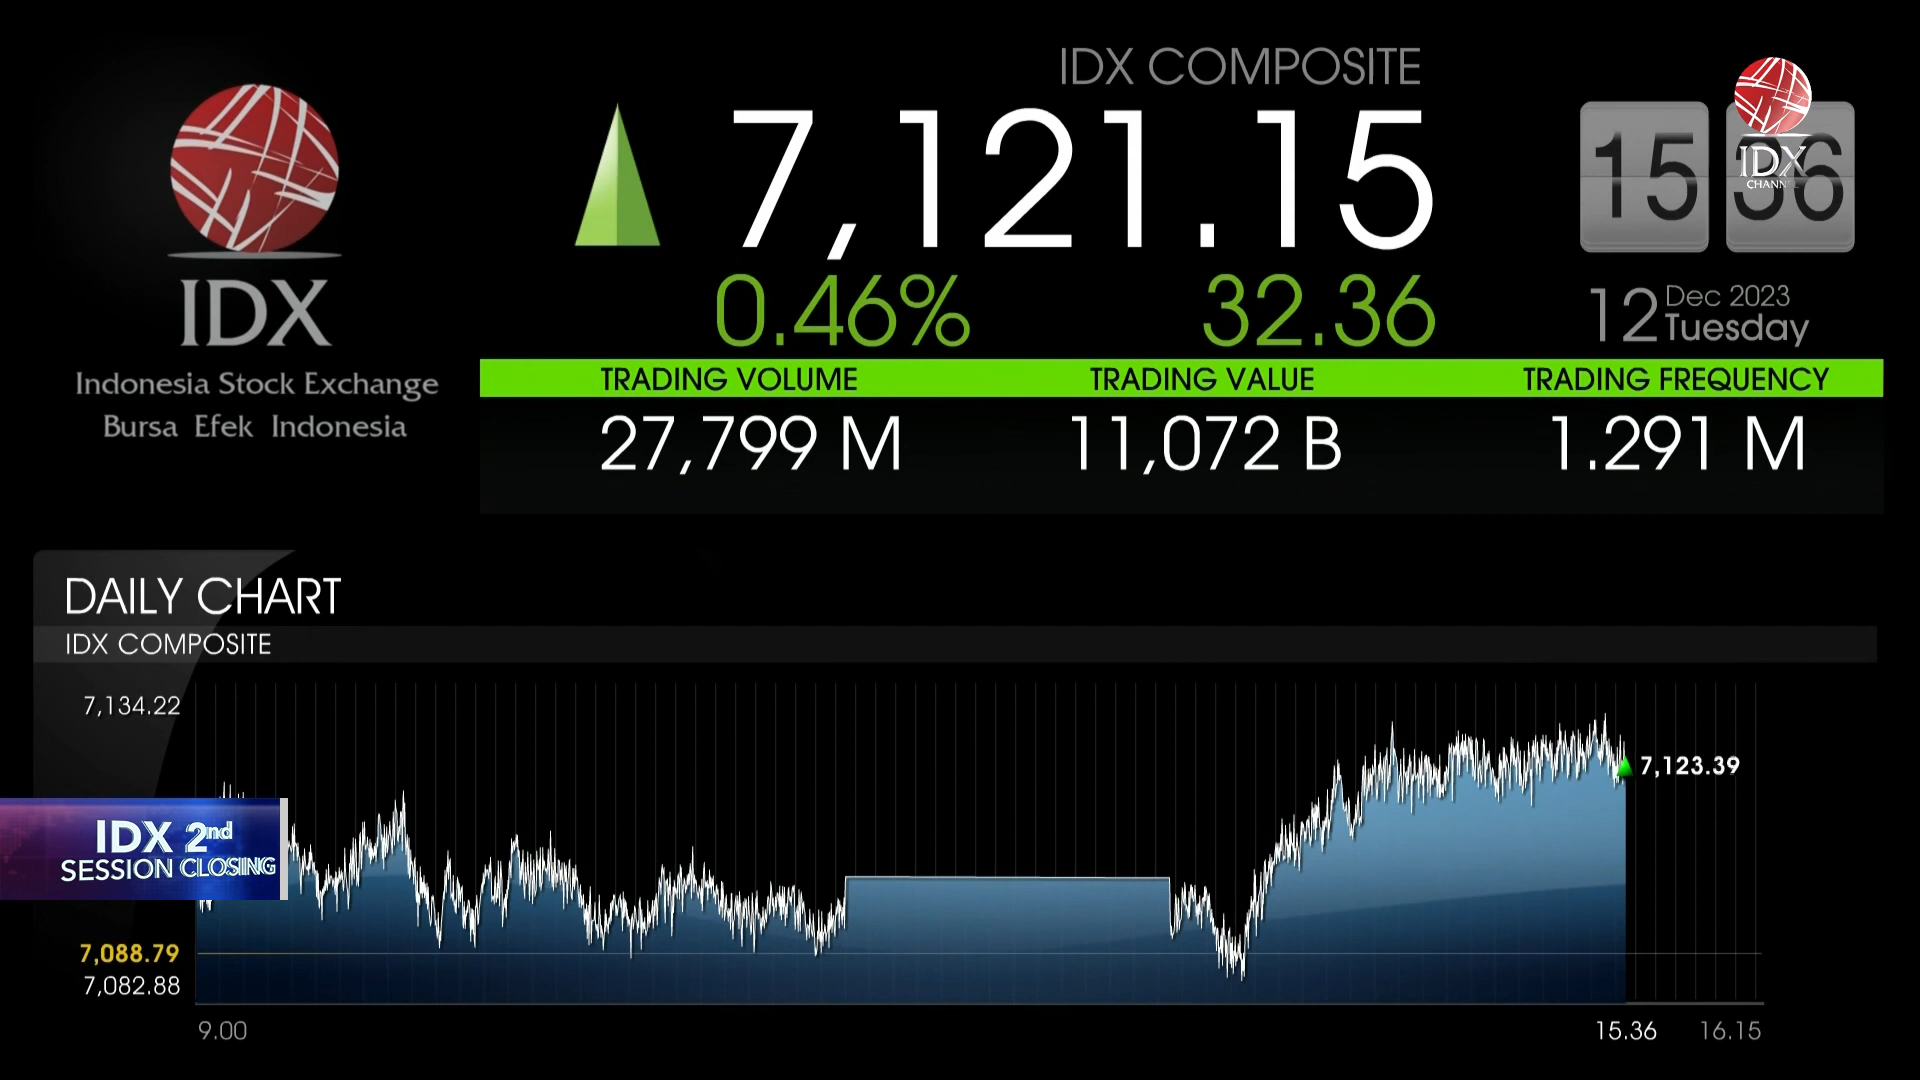 IDX COMPOSITE
7,121.15
0.46% 32.36
15 36
IDX
CHANNEL
12 Dec 2023
Tuesday
IDX
Indonesia Stock Exchange
Bursa Efek Indonesia
TRADING VOLUME TRADING VALUE TRADING FREQUENCY
27,799 M 11,072 B 1.291 M
DAILY CHART
IDX COMPOSITE
7,134.22
7,123.39
IDX 2nd
SESSION CLOSING
7,088.79
7,082.88
9.00 15.36 16.15